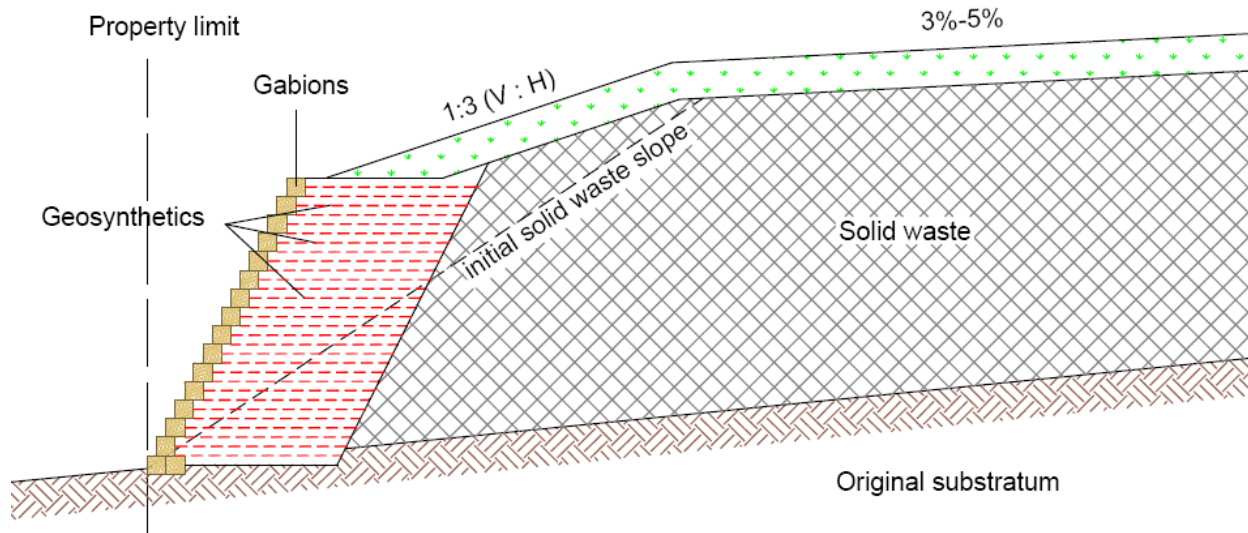 Property limit
3%-5%
Gabions
1:3 (V : H)
Geosynthetics
initial solid waste slope
Solid waste
Original substratum